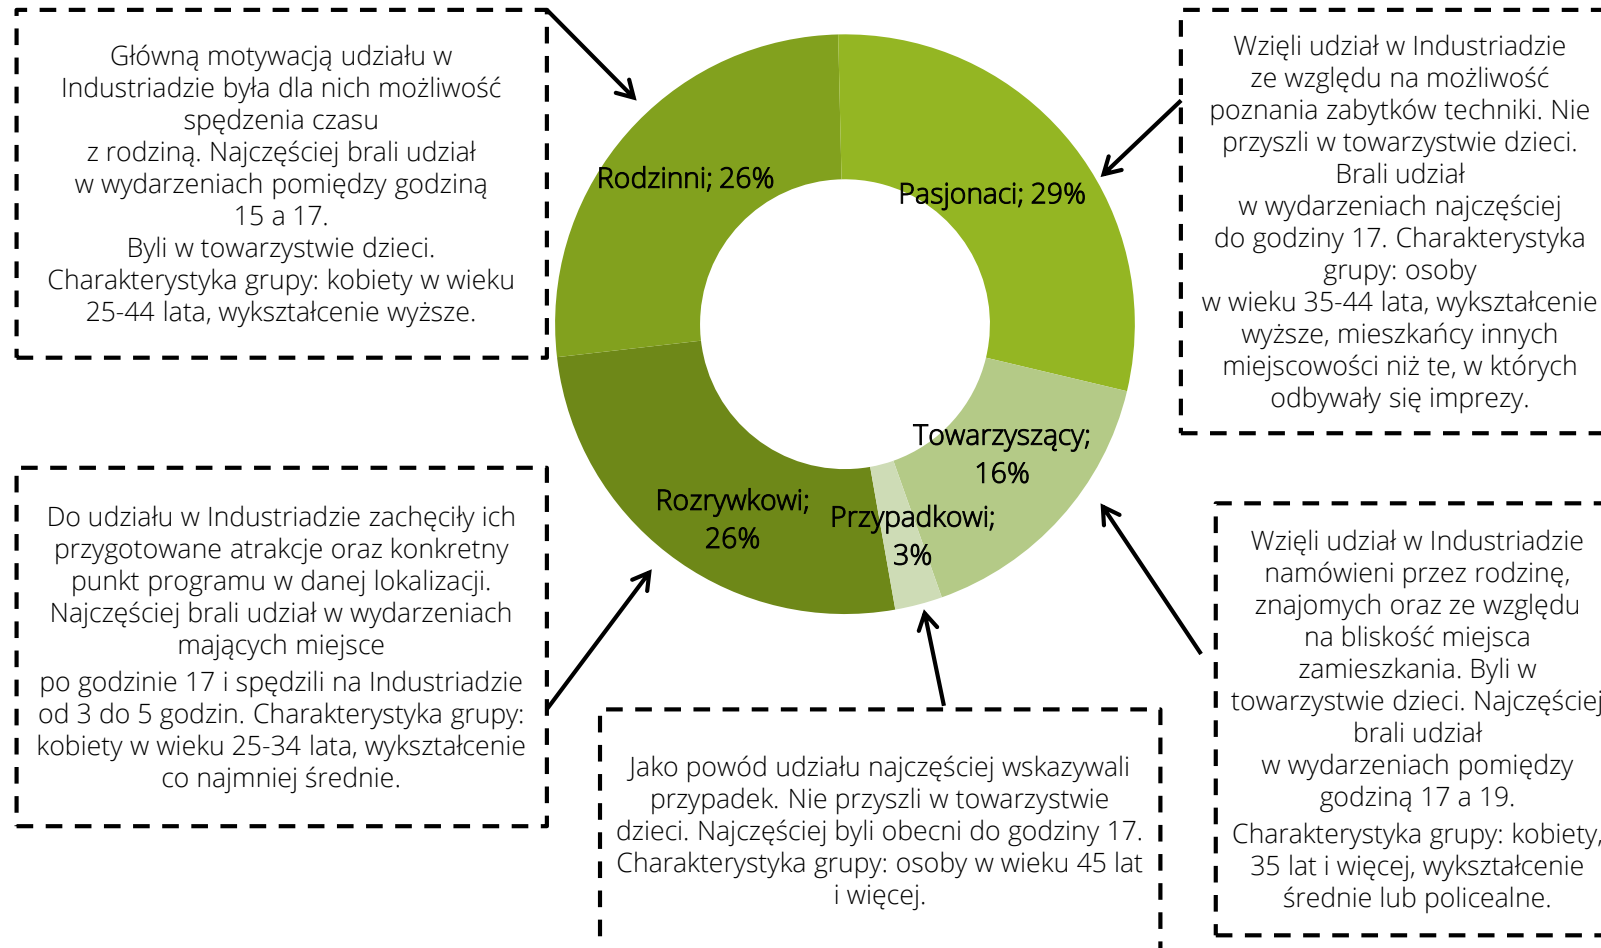 Główną motywacją udziału w
Industriadzie była dla nich możliwość
spędzenia czasu
z rodziną. Najczęściej brali udział
w wydarzeniach pomiędzy godziną
15 a 17.
Byli w towarzystwie dzieci.
Charakterystyka grupy: kobiety w wieku
25-44 lata, wykształcenie wyższe.
Rodzinni; 26%
Pasjonaci; 29%
Wzięli udział w Industriadzie
ze względu na możliwość
poznania zabytków techniki. Nie
przyszli w towarzystwie dzieci.
Brali udział
w wydarzeniach najczęściej
do godziny 17. Charakterystyka
grupy: osoby
w wieku 35-44 lata, wykształcenie
wyższe, mieszkańcy innych
miejscowości niż te, w których
odbywały się imprezy.
Do udziału w Industriadzie zachęciły ich
przygotowane atrakcje oraz konkretny
punkt programu w danej lokalizacji.
Najczęściej brali udział w wydarzeniach
mających miejsce
po godzinie 17 i spędzili na Industriadzie
od 3 do 5 godzin. Charakterystyka grupy:
kobiety w wieku 25-34 lata, wykształcenie
co najmniej średnie.
Rozrywkowi;
26%
Przypadkowi;
3%
Towarzyszący;
16%
Jako powód udziału najczęściej wskazywali
przypadek. Nie przyszli w towarzystwie
dzieci. Najczęściej byli obecni do godziny 17.
Charakterystyka grupy: osoby w wieku 45 lat
i więcej.
Wzięli udział w Industriadzie
namówieni przez rodzinę,
znajomych oraz ze względu
na bliskość miejsca
zamieszkania. Byli w
towarzystwie dzieci. Najczęściej
brali udział
w wydarzeniach pomiędzy
godziną 17 a 19.
Charakterystyka grupy: kobiety,
35 lat i więcej, wykształcenie
średnie lub policealne.